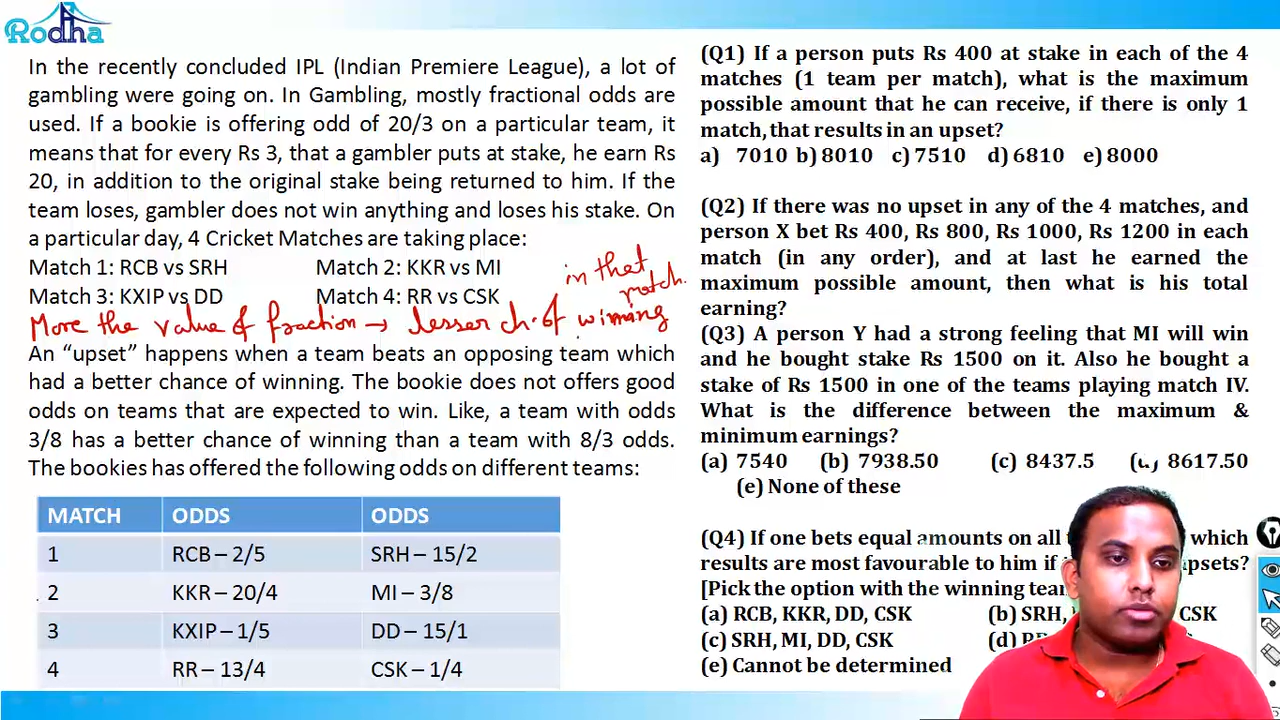 Rodha
In the recently concluded IPL (Indian Premiere League), a lot of
gambling were going on. In Gambling, mostly fractional odds are
used. If a bookie is offering odd of 20/3 on a particular team, it
means that for every Rs 3, that a gambler puts at stake, he earn Rs
20, in addition to the original stake being returned to him. If the
team loses, gambler does not win anything and loses his stake. On
a particular day, 4 Cricket Matches are taking place:
Match 1: RCB vs SRH Match 2: KKR vs MI
Match 3: KXIP vs DD Match 4: RR vs CSK
in that
match.
More the value of fraction → lesser ch. of winning
An “upset” happens when a team beats an opposing team which
had a better chance of winning. The bookie does not offers good
odds on teams that are expected to win. Like, a team with odds
3/8 has a better chance of winning than a team with 8/3 odds.
The bookies has offered the following odds on different teams:
MATCH ODDS ODDS
1 RCB – 2/5 SRH – 15/2
2 KKR – 20/4 MI – 3/8
3 KXIP – 1/5 DD – 15/1
4 RR – 13/4 CSK – 1/4
(Q1) If a person puts Rs 400 at stake in each of the 4
matches (1 team per match), what is the maximum
possible amount that he can receive, if there is only 1
match, that results in an upset?
a) 7010 b) 8010 c) 7510 d) 6810 e) 8000
(Q2) If there was no upset in any of the 4 matches, and
person X bet Rs 400, Rs 800, Rs 1000, Rs 1200 in each
match (in any order), and at last he earned the
maximum possible amount, then what is his total
earning?
(Q3) A person Y had a strong feeling that MI will win
and he bought stake Rs 1500 on it. Also he bought a
stake of Rs 1500 in one of the teams playing match IV.
What is the difference between the maximum &
minimum earnings?
(a) 7540 (b) 7938.50 (c) 8437.5 8617.50
(e) None of these
(Q4) If one bets equal amounts on all which
results are most favourable to him if upsets?
[Pick the option with the winning
(a) RCB, KKR, DD, CSK (b) SRH, CSK
(c) SRH, MI, DD, CSK (d)
(e) Cannot be determined